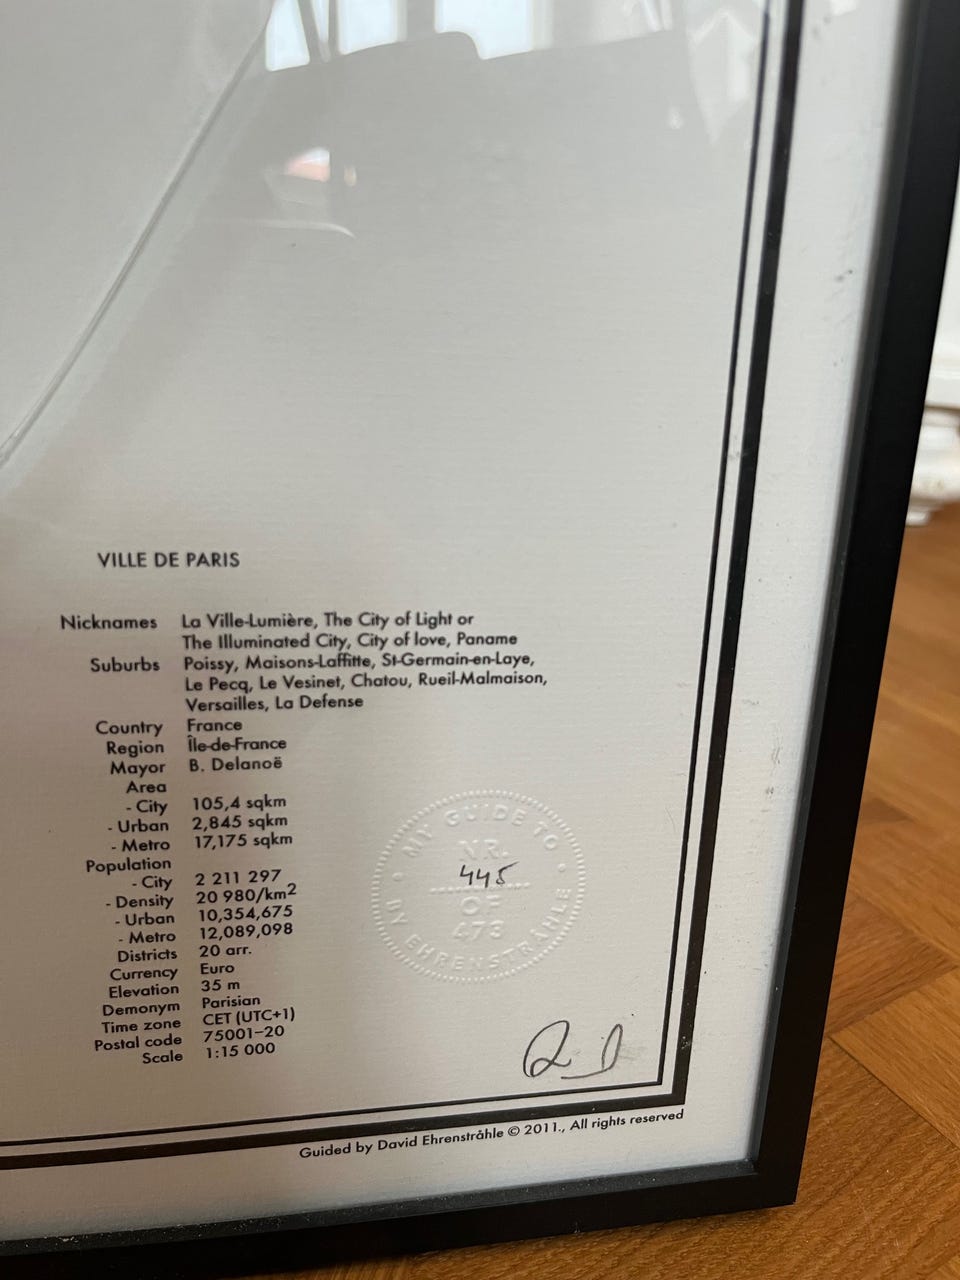 VILLE DE PARIS
Nicknames La Ville-Lumière, The City of Light or
The Illuminated City, City of love, Paname
Suburbs Poissy, Maisons-Laffitte, St-Germain-en-Laye,
Le Pecq, Le Vesinet, Chatou, Rueil-Malmaison,
Versailles, La Defense
Country France
Region Île-de-France
Mayor B. Delanoë
Area
- City 105,4 sqkm
- Urban 2,845 sqkm
- Metro 17,175 sqkm
Population
- City 2 211 297
- Density 20 980/km2
- Urban 10,354,675
- Metro 12,089,098
Districts 20 arr.
Currency Euro
Elevation 35 m
Demonym Parisian
Time zone CET (UTC+1)
Postal code 75001–20
Scale 1:15 000
MY GUIDE TO
NR.
445
OF
473
BY EHRENSTRÅHLE
Guided by David Ehrenstråhle © 2011., All rights reserved